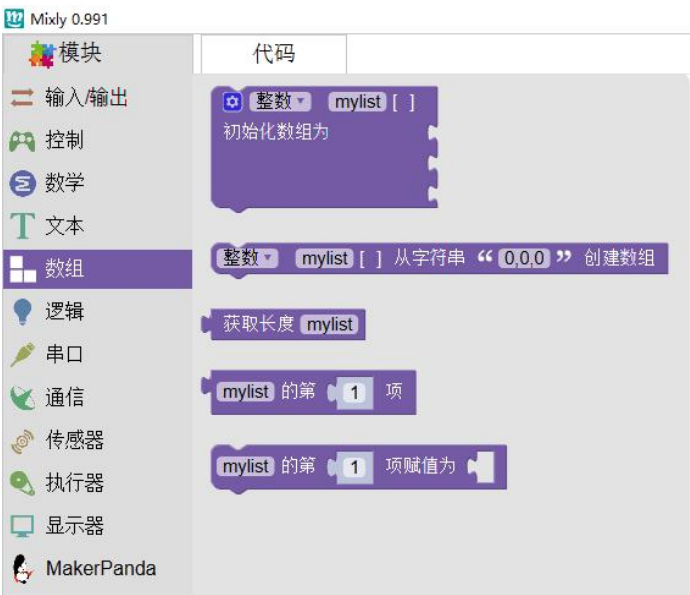 Mixly 0.991
模块 代码
输入/输出
控制
数学
文本
数组
逻辑
串口
通信
传感器
执行器
显示器
MakerPanda
整数 mylist [ ]
初始化数组为
整数 mylist [ ] 从字符串 “ 0,0,0 ” 创建数组
获取长度 mylist
mylist 的第 1 项
mylist 的第 1 项赋值为